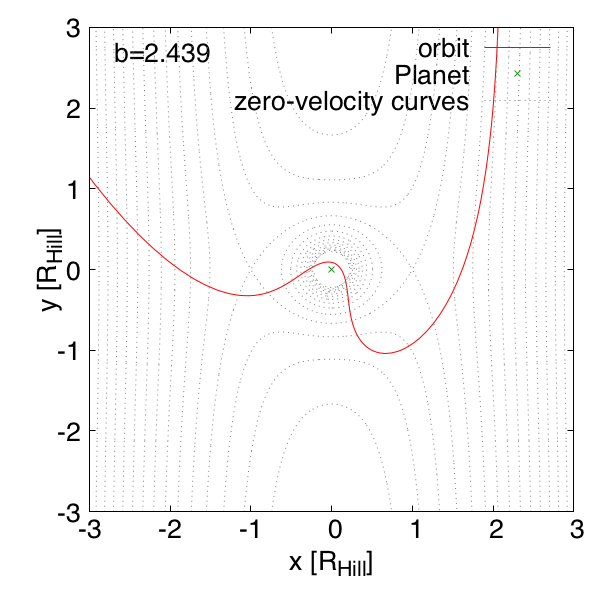 3
b=2.439
orbit
Planet
2
zero-velocity curves
1
y [R_Hill]
0
-1
-2
-3
-3 -2 -1 0 1 2 3
x [R_Hill]